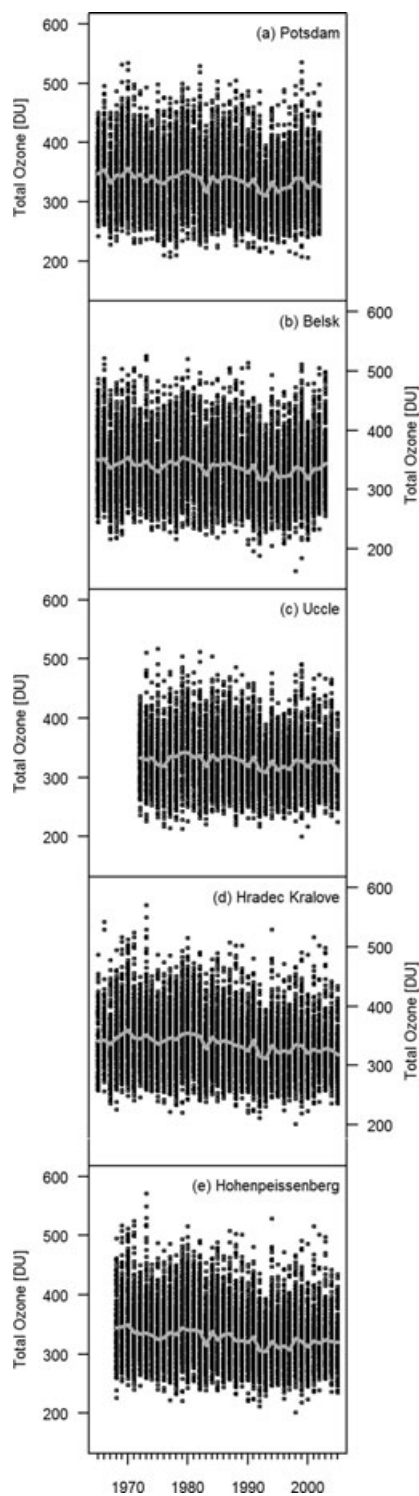 (a) Potsdam
600
500
400
300
200
Total Ozone [DU]
(b) Belsk
600
500
400
300
200
Total Ozone [DU]
(c) Uccle
600
500
400
300
200
Total Ozone [DU]
(d) Hradec Kralove
600
500
400
300
200
Total Ozone [DU]
(e) Hohenpeissenberg
600
500
400
300
200
Total Ozone [DU]
1970 1980 1990 2000